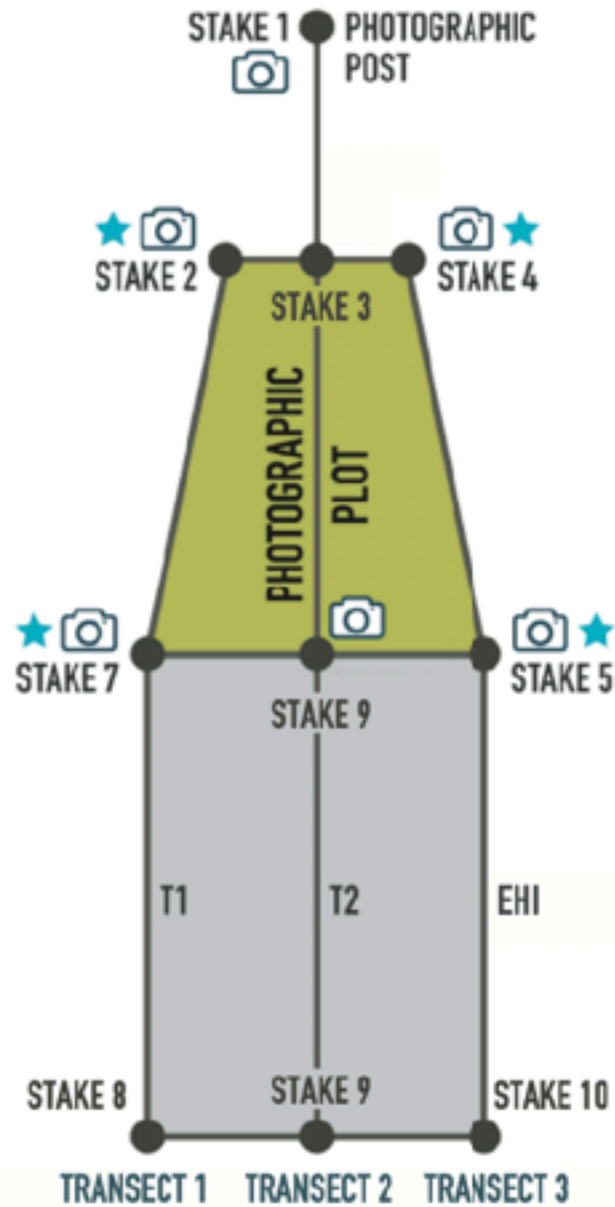 STAKE 1
PHOTOGRAPHIC
POST
STAKE 2
STAKE 4
STAKE 3
PHOTOGRAPHIC
PLOT
STAKE 7
STAKE 5
STAKE 9
T1
T2
EHI
STAKE 8
STAKE 9
STAKE 10
TRANSECT 1
TRANSECT 2
TRANSECT 3